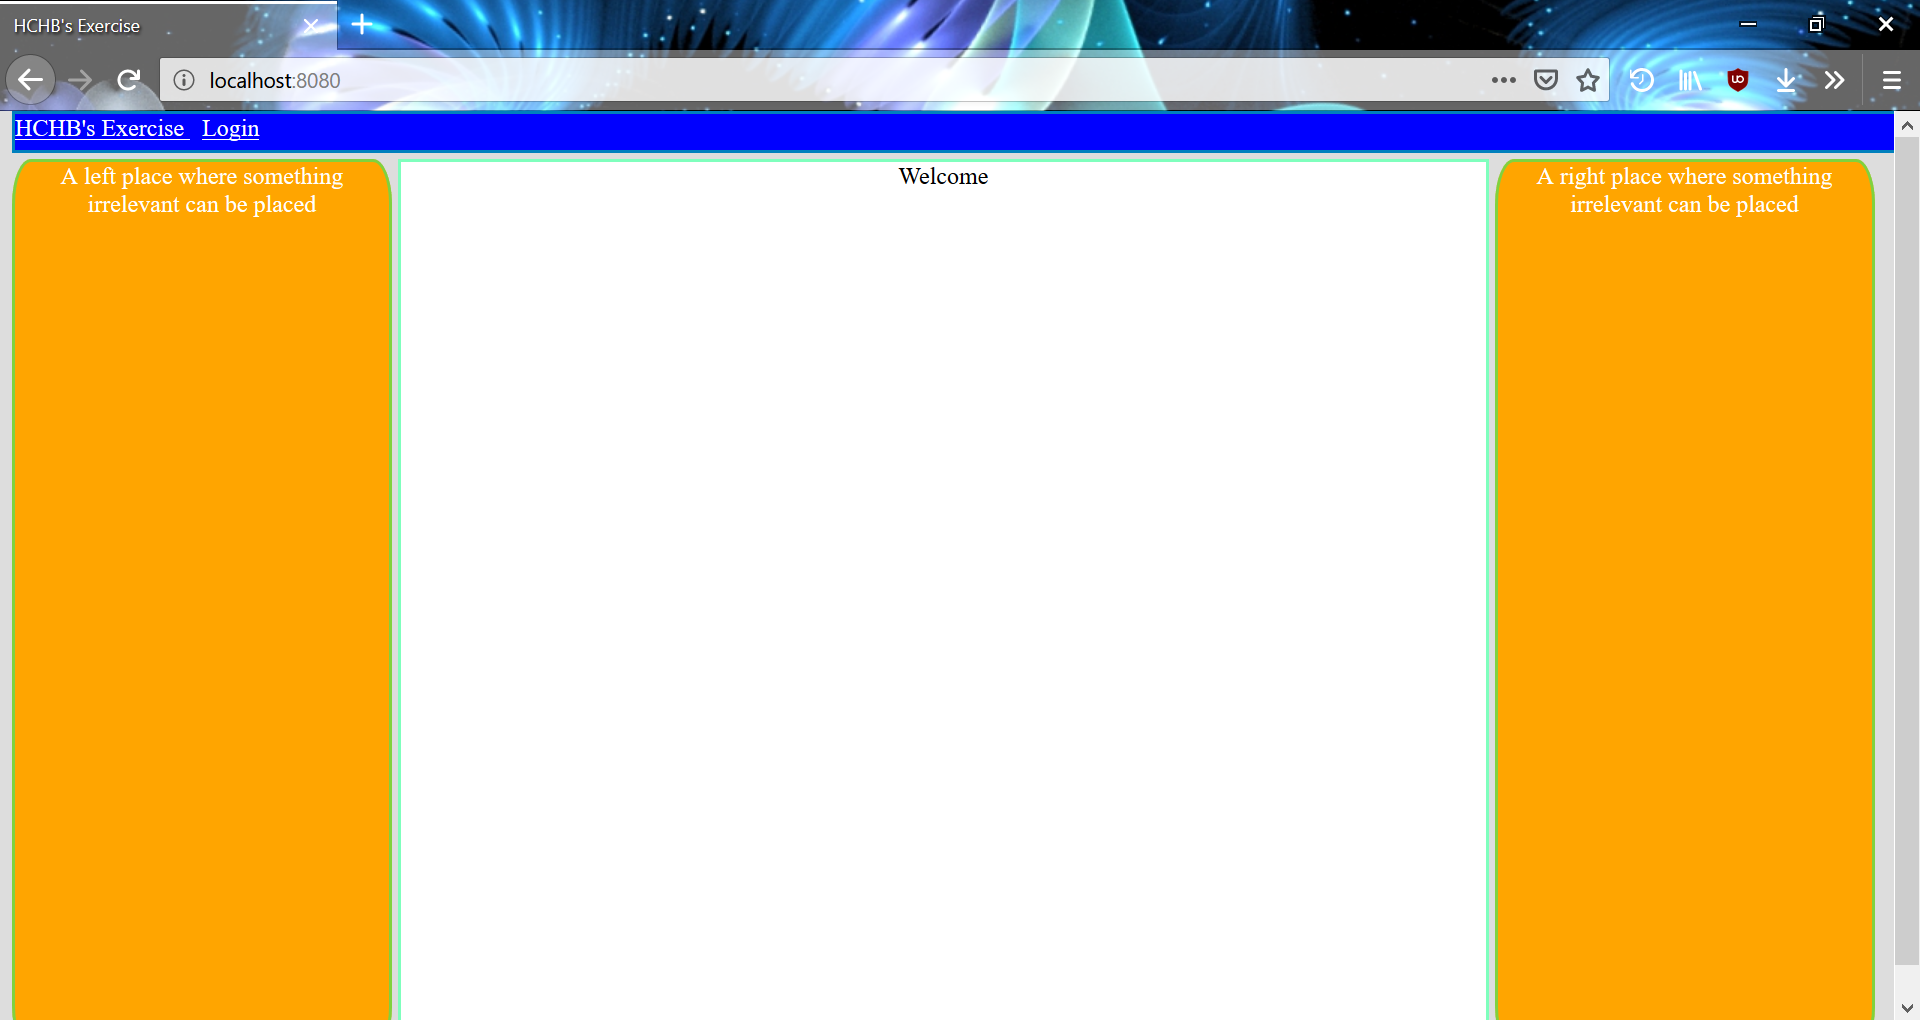 HCHB's Exercise
localhost:8080
HCHB's Exercise Login
A left place where something
irrelevant can be placed
Welcome
A right place where something
irrelevant can be placed